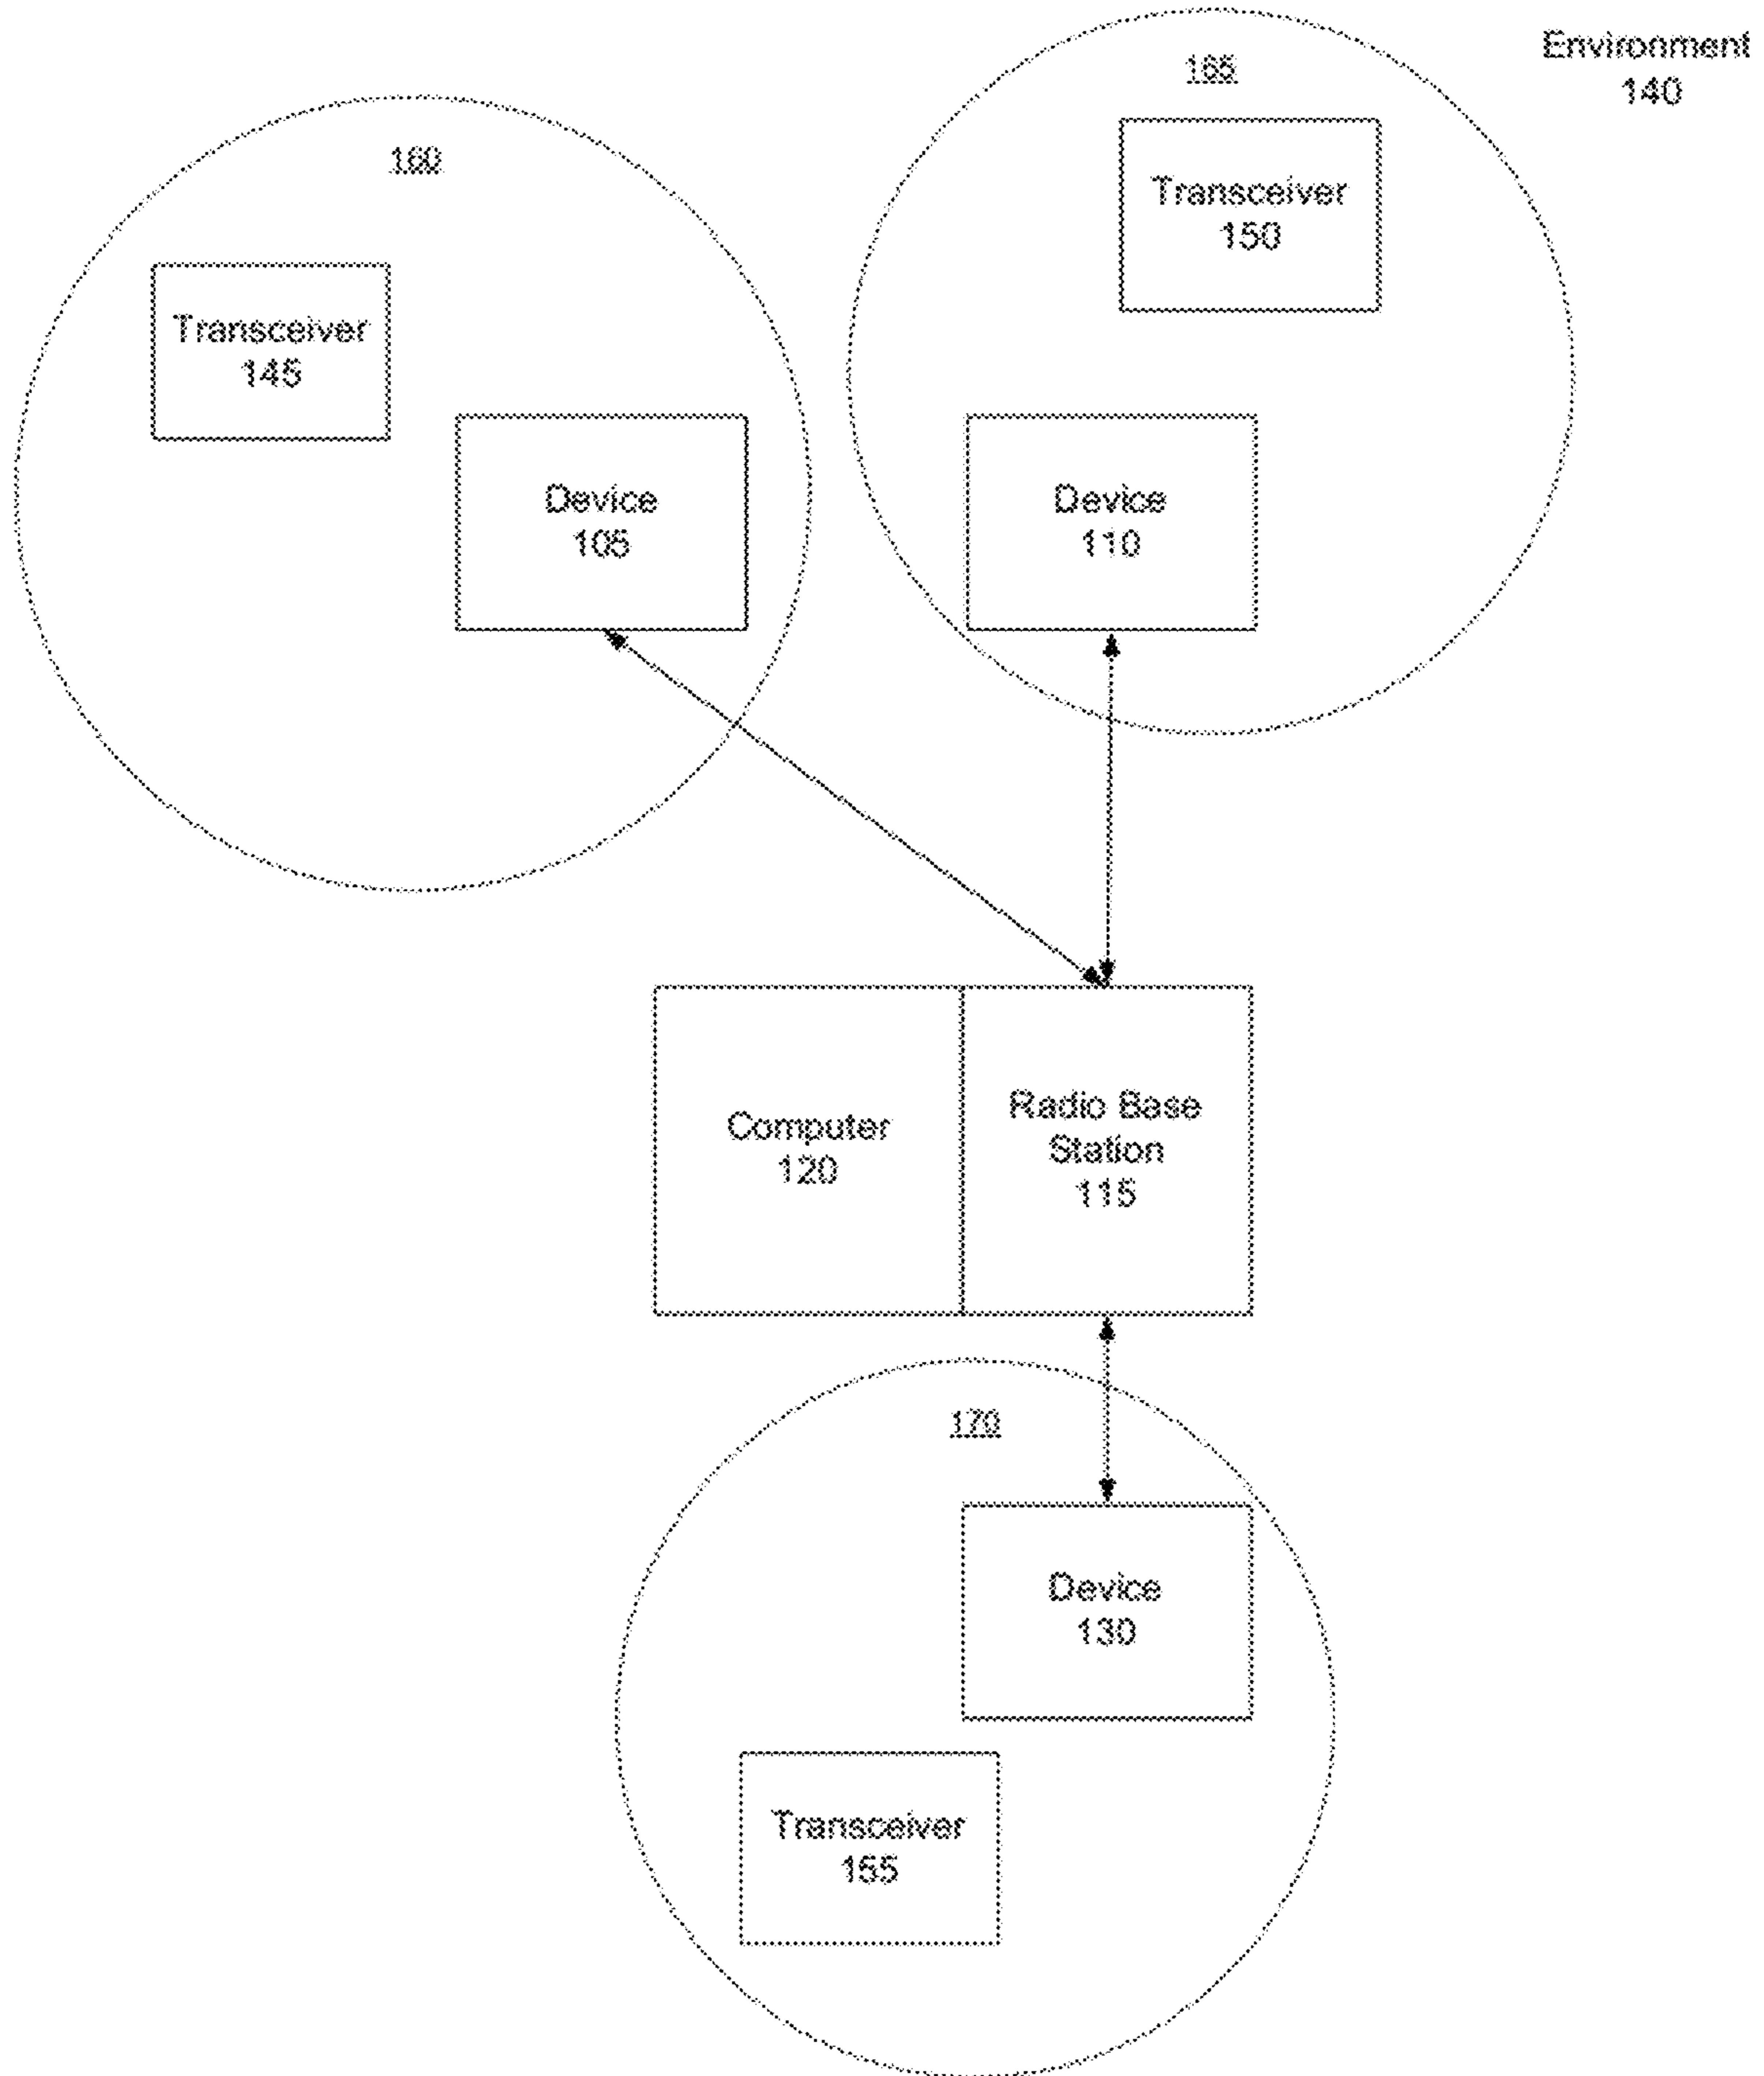 Environment
140
165
160
Transceiver
150
Transceiver
145
Device
105
Device
110
Computer
120
Radio Base
Station
115
170
Device
130
Transceiver
155